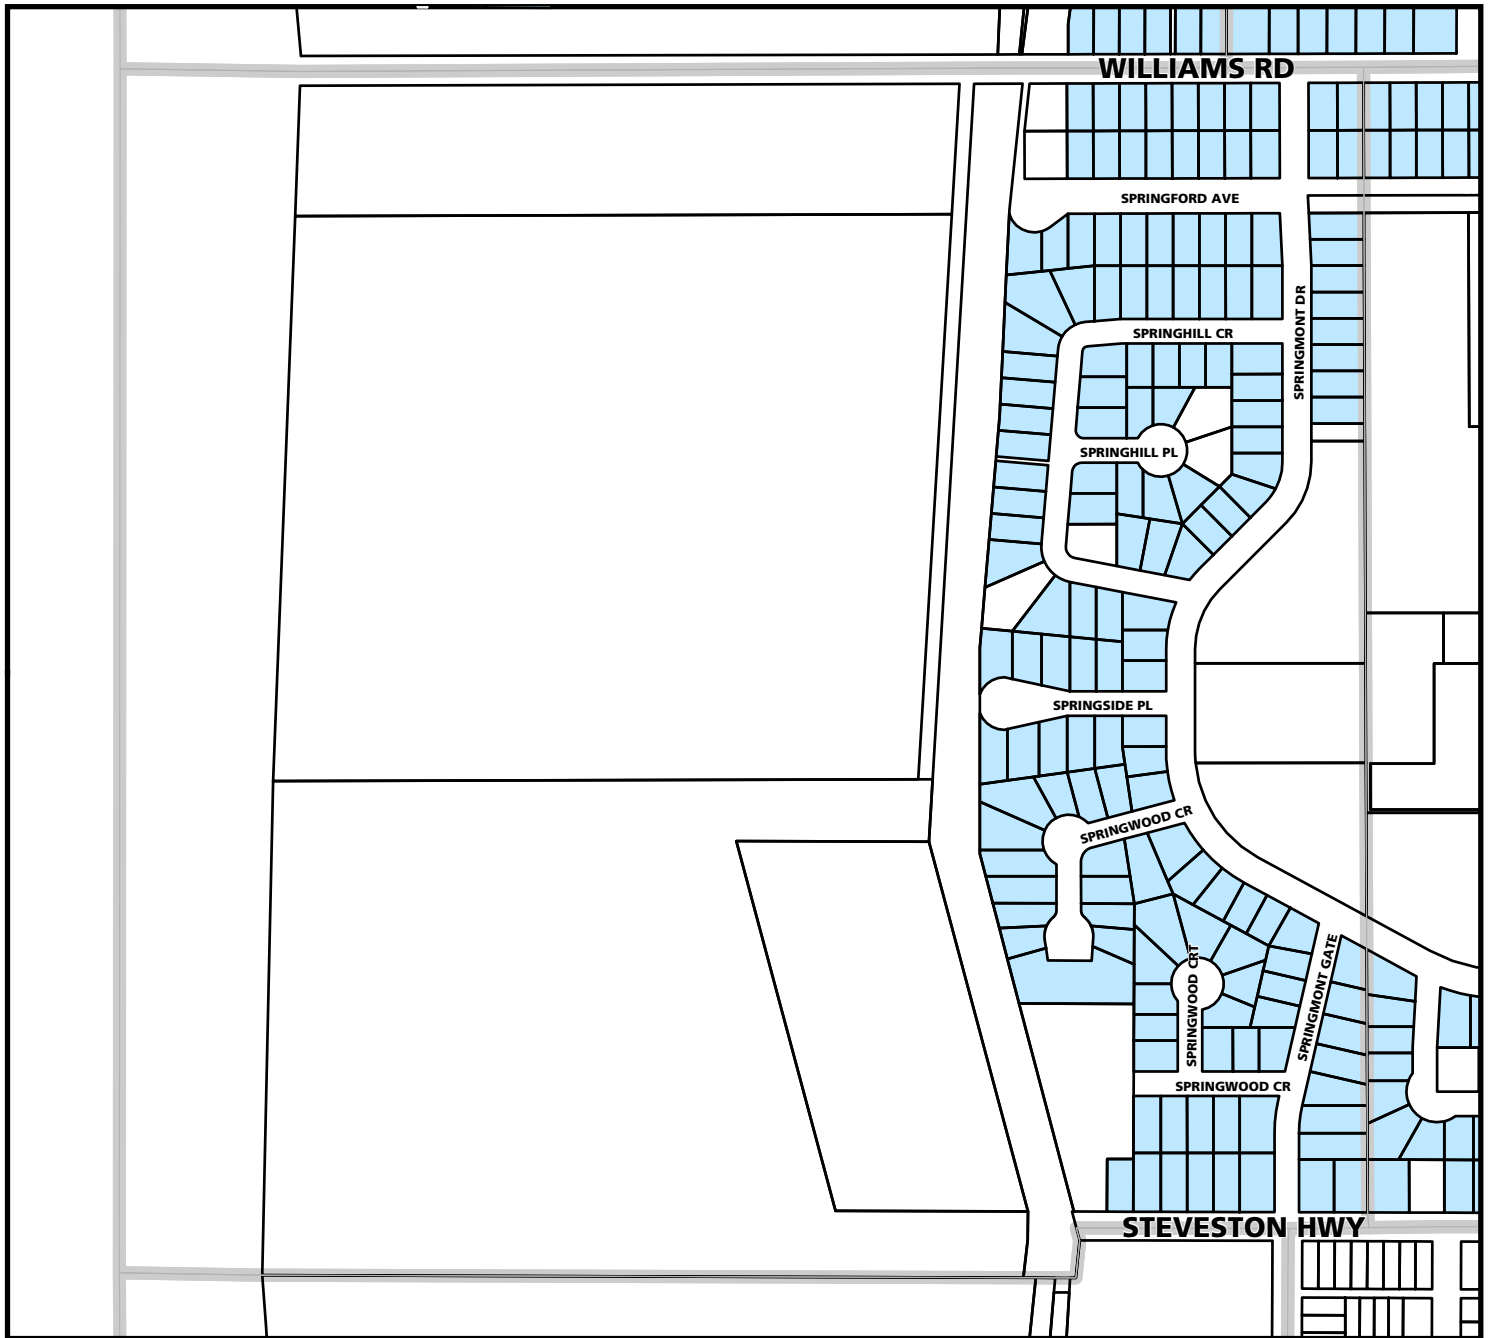 WILLIAMS RD
SPRINGFORD AVE
SPRINGMONT DR
SPRINGHILL CR
SPRINGHILL PL
SPRINGSIDE PL
SPRINGWOOD CR
SPRINGMONT GATE
SPRINGWOOD CRT
SPRINGWOOD CR
STEVESTON HWY